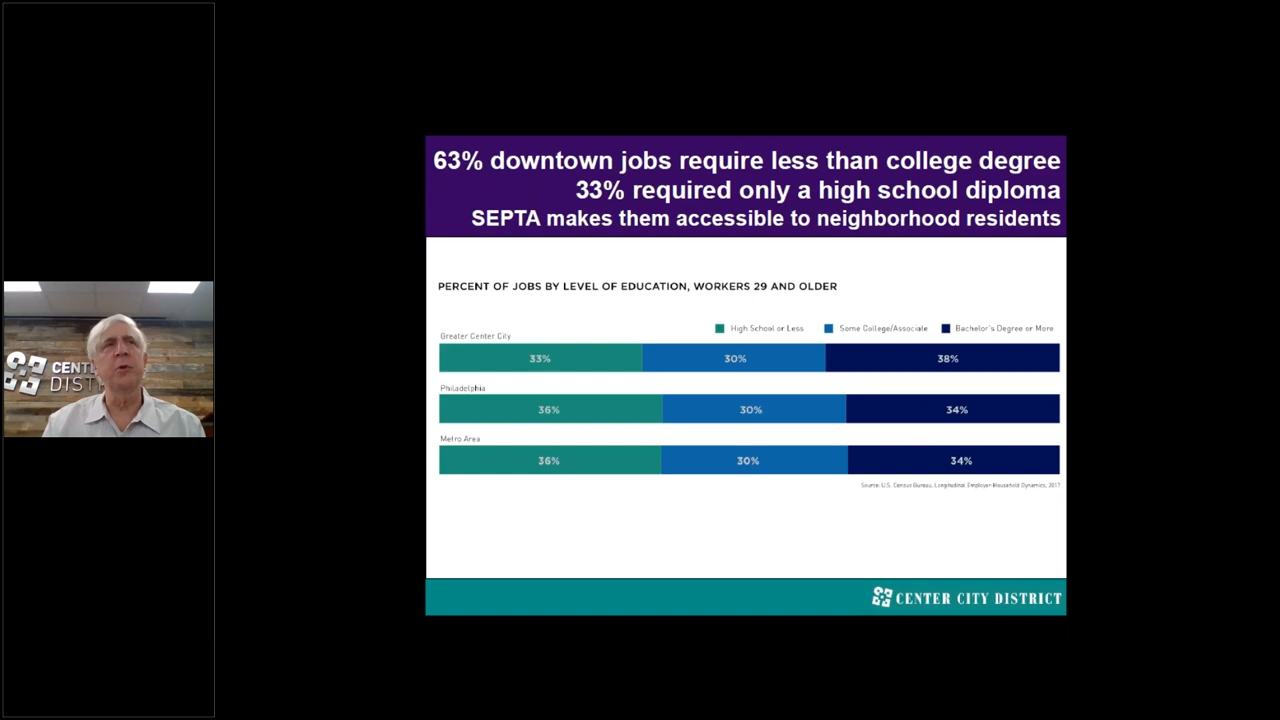 63% downtown jobs require less than college degree
33% required only a high school diploma
SEPTA makes them accessible to neighborhood residents
PERCENT OF JOBS BY LEVEL OF EDUCATION, WORKERS 29 AND OLDER
High School or Less Some College/Associate Bachelor's Degree or More
Greater Center City
33% 30% 38%
Philadelphia
36% 30% 34%
Metro Area
36% 30% 34%
Source: U.S. Census Bureau, Longitudinal Employer-Household Dynamics, 2017
CENTER CITY DISTRICT